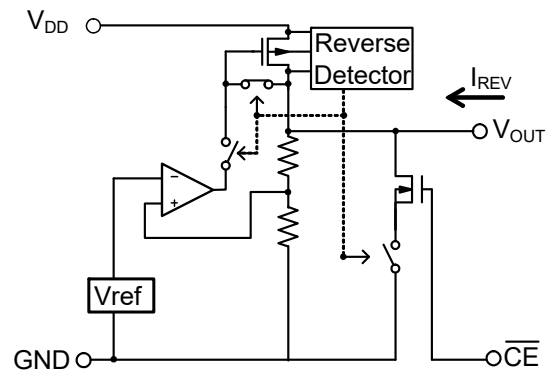 VDD
Reverse
Detector
IREV
VOUT
−
+
Vref
GND
CE